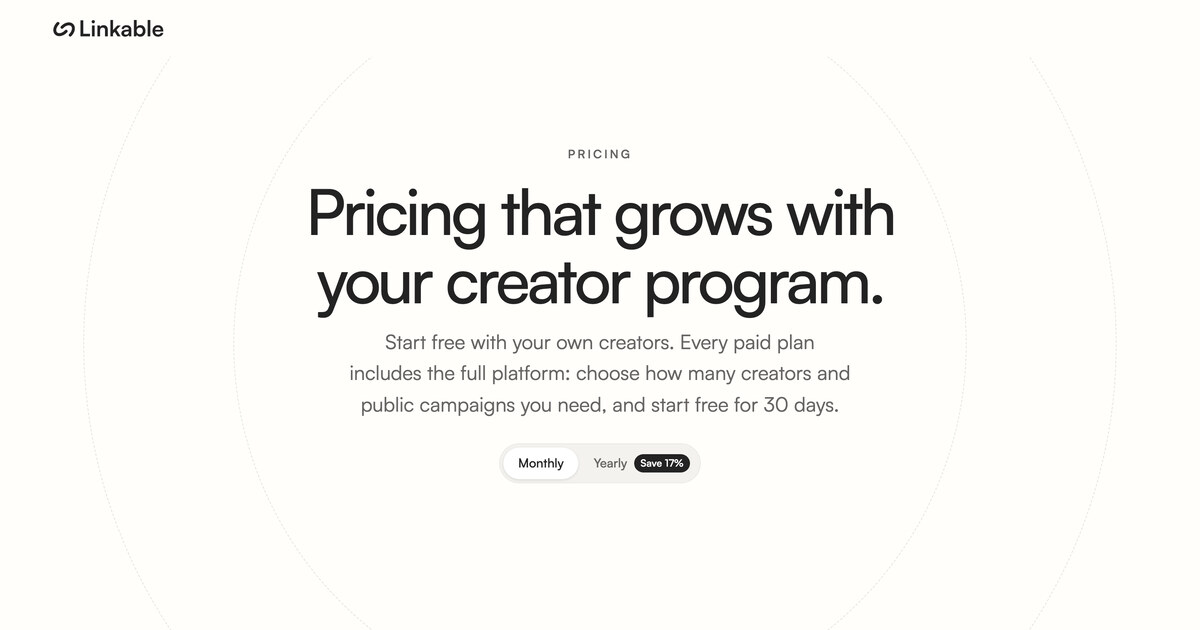 Linkable
PRICING
Pricing that grows with
your creator program.
Start free with your own creators. Every paid plan
includes the full platform: choose how many creators and
public campaigns you need, and start free for 30 days.
Monthly Yearly Save 17%